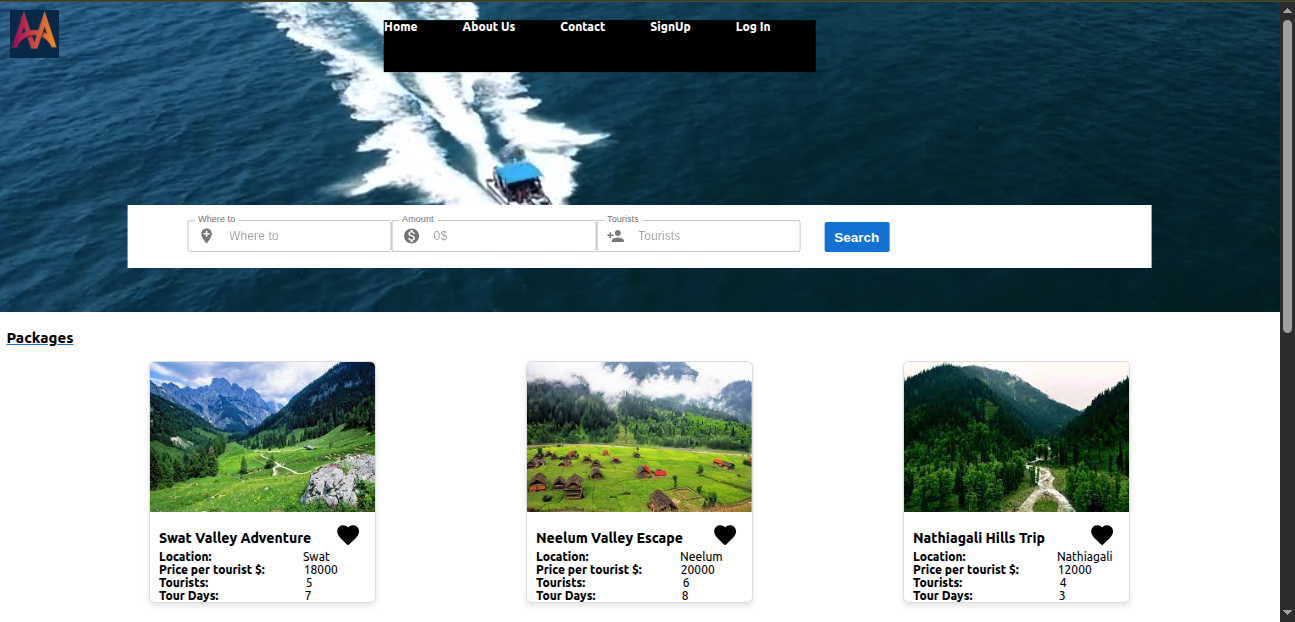 AA
Home About Us Contact SignUp Log In
Where to Amount Tourists
Where to 0$ Tourists Search
Packages
Swat Valley Adventure
Location: Swat
Price per tourist $: 18000
Tourists: 5
Tour Days: 7
Neelum Valley Escape
Location: Neelum
Price per tourist $: 20000
Tourists: 6
Tour Days: 8
Nathiagali Hills Trip
Location: Nathiagali
Price per tourist $: 12000
Tourists: 4
Tour Days: 3